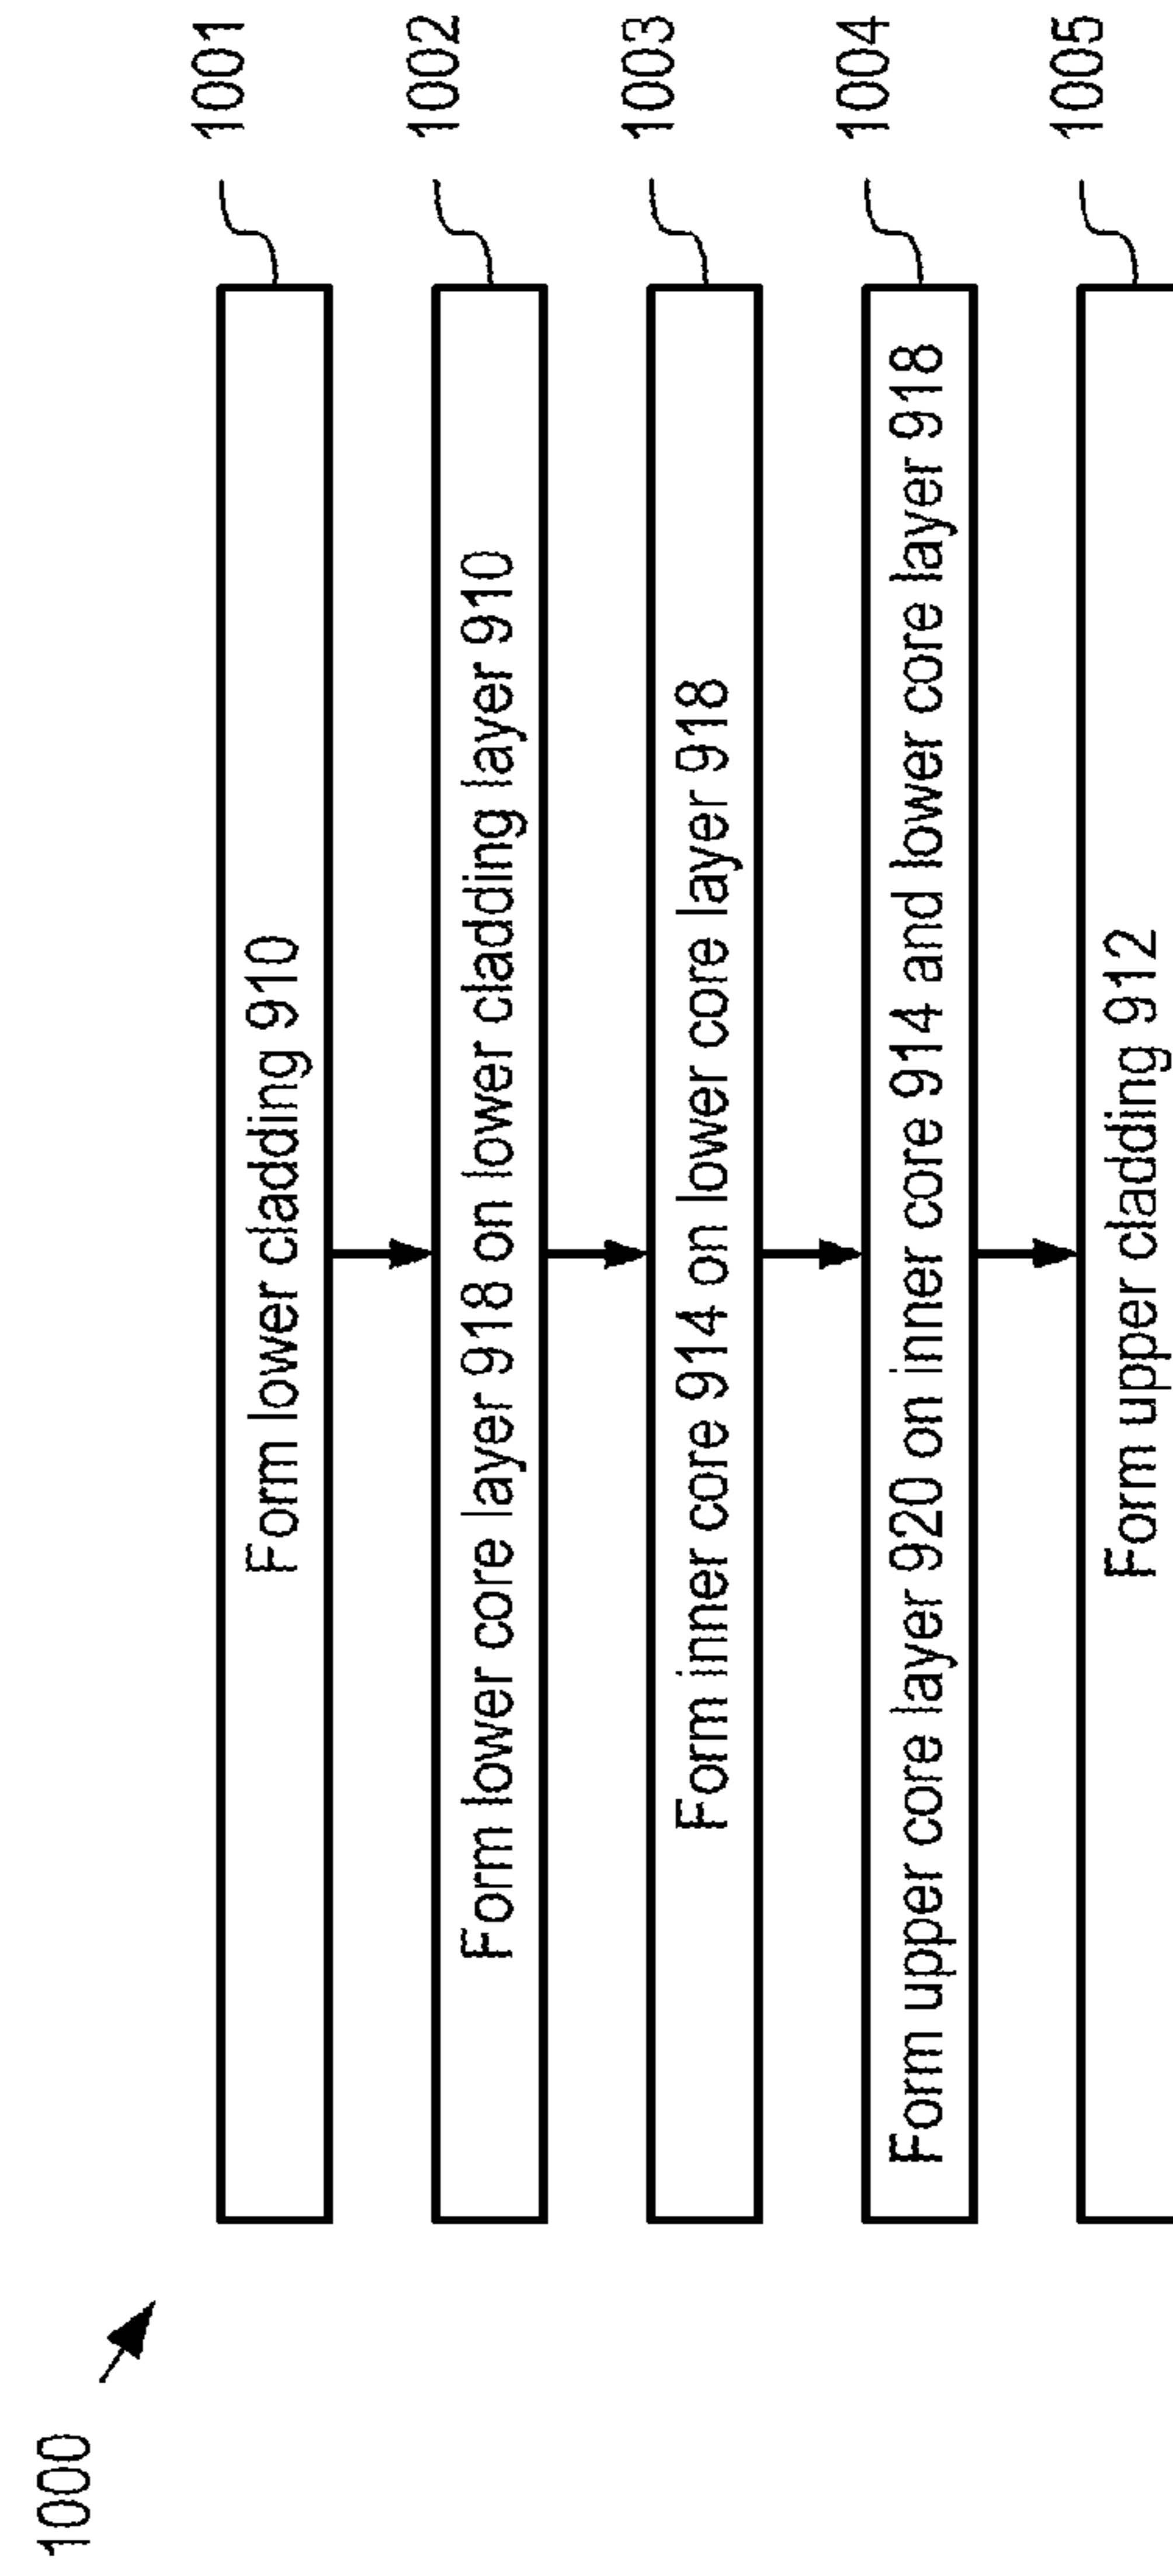 1000
Form lower cladding 910
1001
Form lower core layer 918 on lower cladding layer 910
1002
Form inner core 914 on lower core layer 918
1003
Form upper core layer 920 on inner core 914 and lower core layer 918
1004
Form upper cladding 912
1005